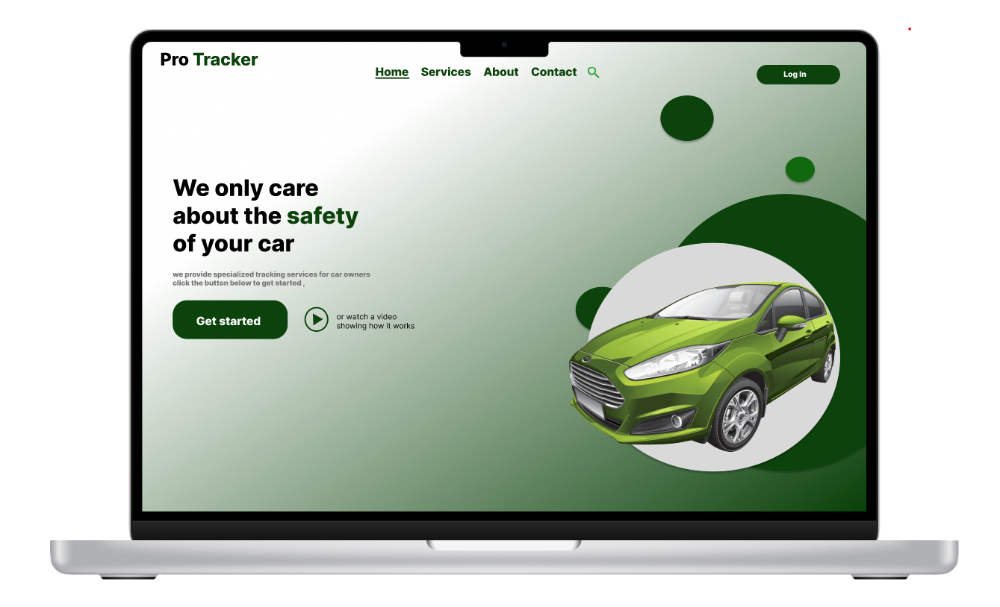 Pro Tracker
Home Services About Contact
Log In
We only care
about the safety
of your car
we provide specialized tracking services for car owners
click the button below to get started ,
Get started
or watch a video
showing how it works